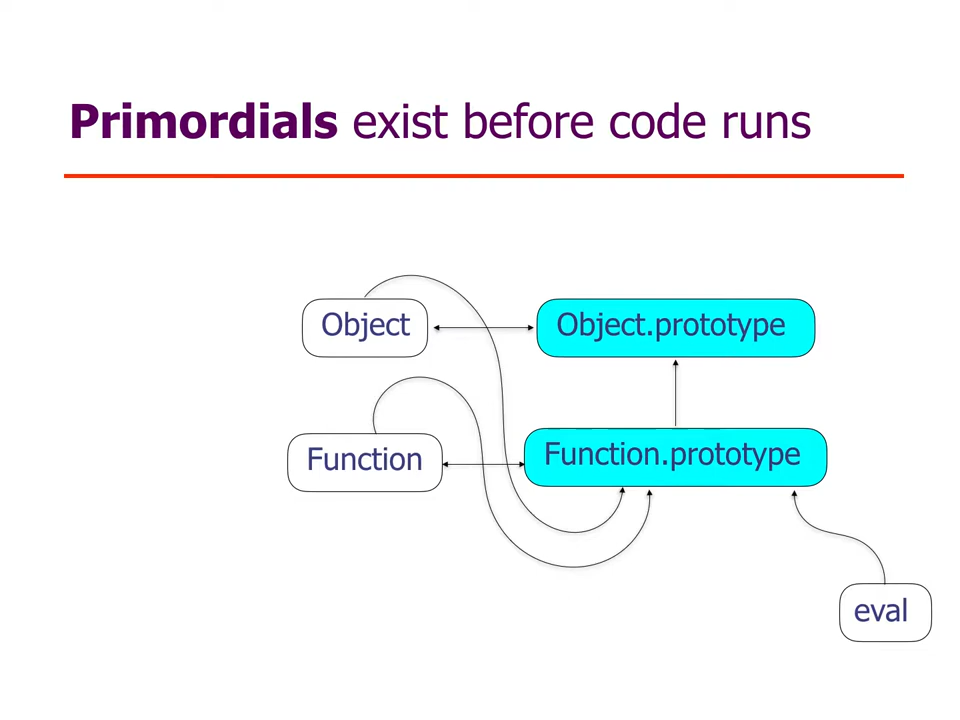 Primordials exist before code runs
Object
Object.prototype
Function
Function.prototype
eval